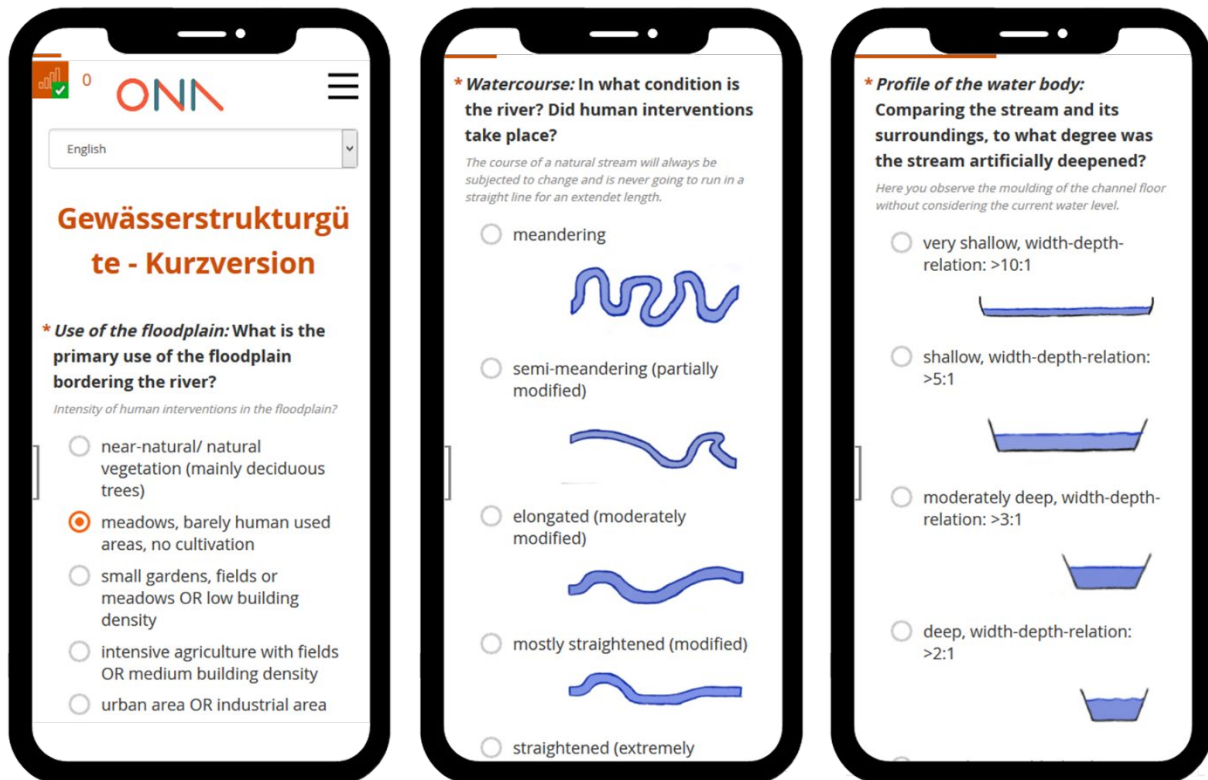 0
ONA
English
Gewässerstrukturgü
te - Kurzversion
* Use of the floodplain: What is the
primary use of the floodplain
bordering the river?
Intensity of human interventions in the floodplain?
near-natural/ natural
vegetation (mainly deciduous
trees)
meadows, barely human used
areas, no cultivation
small gardens, fields or
meadows OR low building
density
intensive agriculture with fields
OR medium building density
urban area OR industrial area
* Watercourse: In what condition is
the river? Did human interventions
take place?
The course of a natural stream will always be
subjected to change and is never going to run in a
straight line for an extendet length.
meandering
semi-meandering (partially
modified)
elongated (moderately
modified)
mostly straightened (modified)
straightened (extremely
* Profile of the water body:
Comparing the stream and its
surroundings, to what degree was
the stream artificially deepened?
Here you observe the moulding of the channel floor
without considering the current water level.
very shallow, width-depth-
relation: >10:1
shallow, width-depth-relation:
>5:1
moderately deep, width-depth-
relation: >3:1
deep, width-depth-relation:
>2:1